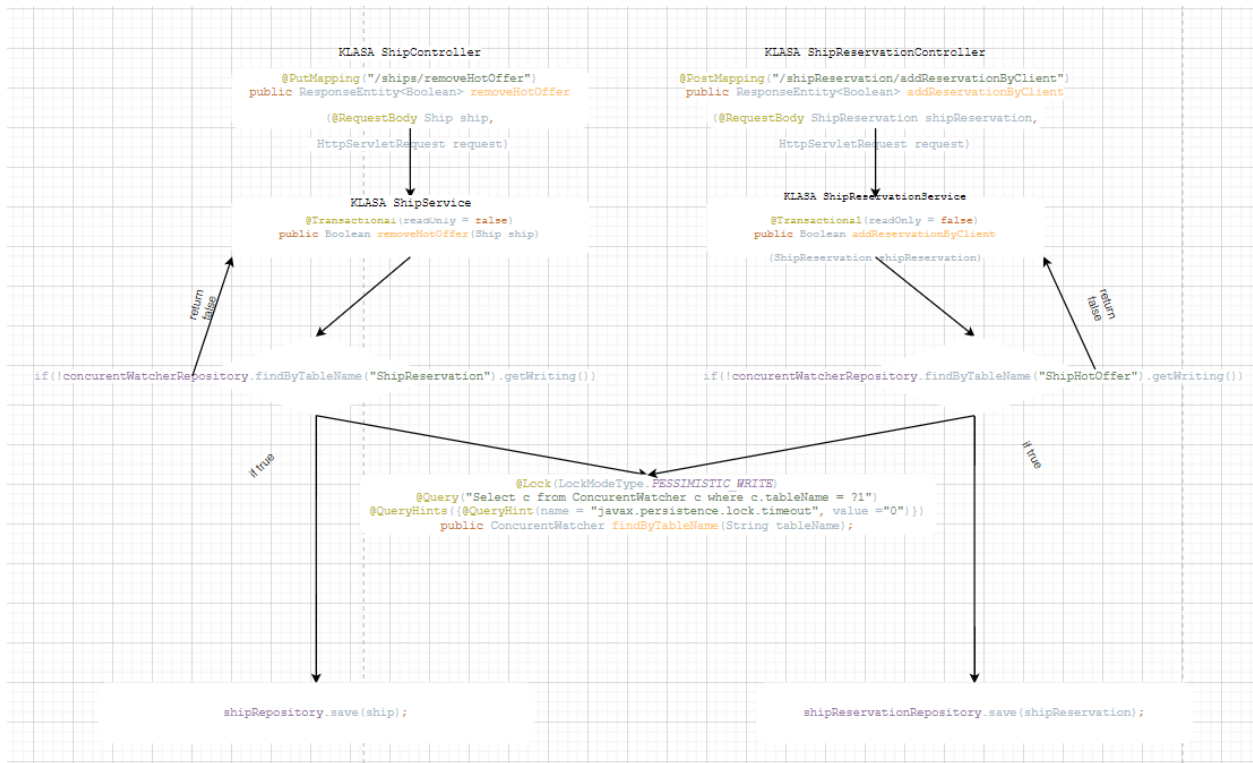 KLASA ShipController
@PutMapping("/ships/removeHotOffer")
public ResponseEntity<Boolean> removeHotOffer
(@RequestBody Ship ship,
HttpServletRequest request)
KLASA ShipReservationController
@PostMapping("/shipReservation/addReservationByClient")
public ResponseEntity<Boolean> addReservationByClient
(@RequestBody ShipReservation shipReservation,
HttpServletRequest request)
KLASA ShipService
@Transactional(readOnly = false)
public Boolean removeHotOffer(Ship ship)
KLASA ShipReservationService
@Transactional(readOnly = false)
public Boolean addReservationByClient
(ShipReservation shipReservation)
return
false
return
false
if(!concurentWatcherRepository.findByTableName("ShipReservation").getWriting())
if(!concurentWatcherRepository.findByTableName("ShipHotOffer").getWriting())
if true
if true
@Lock(LockModeType.PESSIMISTIC_WRITE)
@Query("Select c from ConcurentWatcher c where c.tableName = ?1")
@QueryHints({@QueryHint(name = "javax.persistence.lock.timeout", value ="0")})
public ConcurentWatcher findByTableName(String tableName);
shipRepository.save(ship);
shipReservationRepository.save(shipReservation);